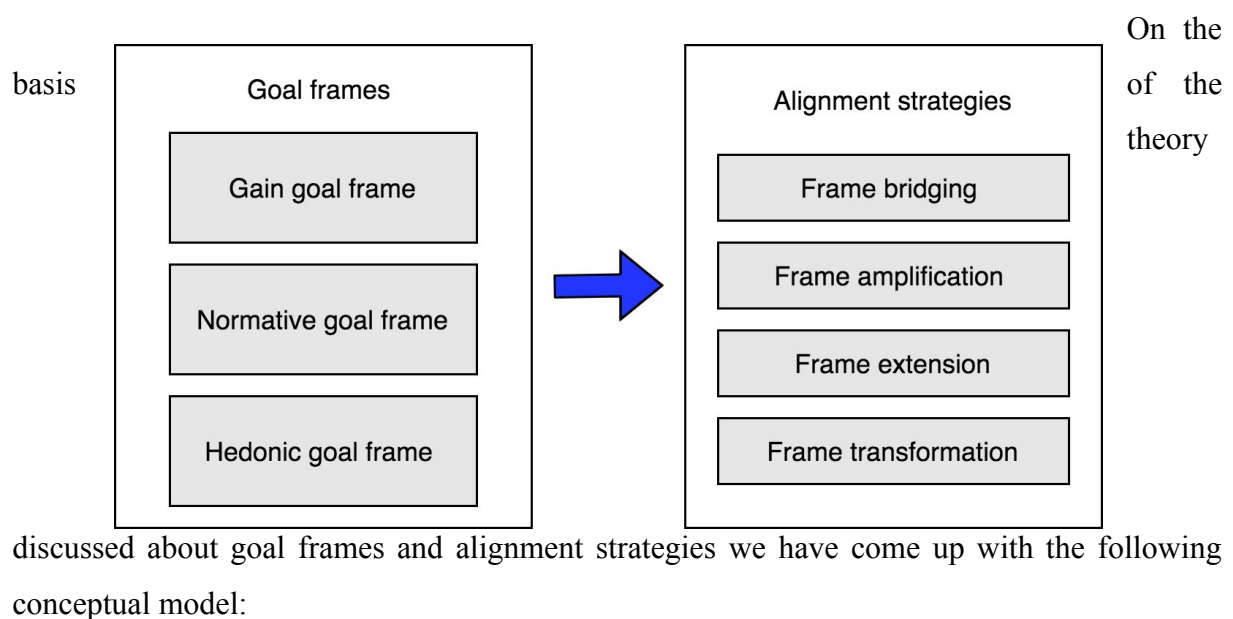 On the
basis of the
theory
Goal frames
Gain goal frame
Normative goal frame
Hedonic goal frame
Alignment strategies
Frame bridging
Frame amplification
Frame extension
Frame transformation
discussed about goal frames and alignment strategies we have come up with the following
conceptual model: